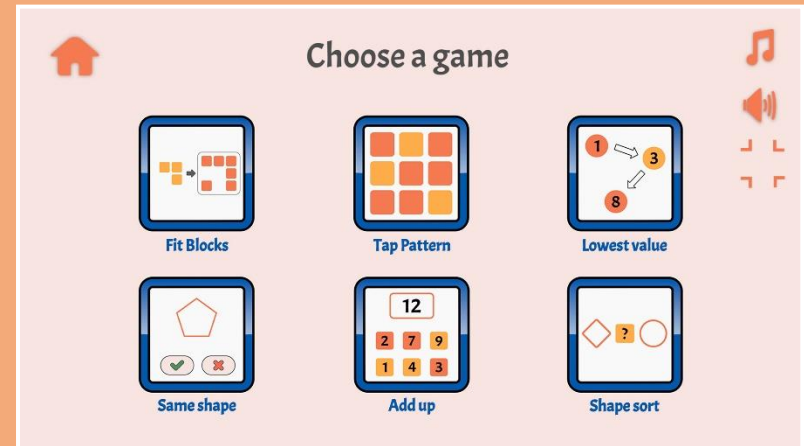 Choose a game
1
3
8
Fit Blocks
Tap Pattern
Lowest value
12
2 7 9
1 4 3
?
Same shape
Add up
Shape sort